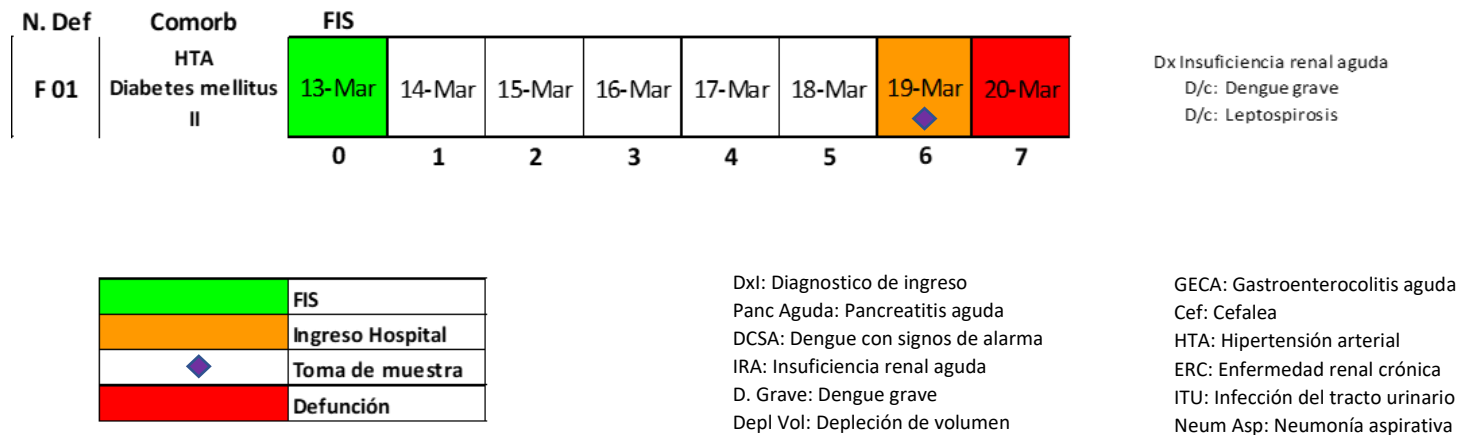 N. Def Comorb FIS
F 01
HTA
Diabetes mellitus
II
13-Mar 14-Mar 15-Mar 16-Mar 17-Mar 18-Mar 19-Mar 20-Mar
0 1 2 3 4 5 6 7
Dx Insuficiencia renal aguda
D/c: Dengue grave
D/c: Leptospirosis
FIS
Ingreso Hospital
Toma de muestra
Defunción
DxI: Diagnostico de ingreso
Panc Aguda: Pancreatitis aguda
DCSA: Dengue con signos de alarma
IRA: Insuficiencia renal aguda
D. Grave: Dengue grave
Depl Vol: Depleción de volumen
GECA: Gastroenterocolitis aguda
Cef: Cefalea
HTA: Hipertensión arterial
ERC: Enfermedad renal crónica
ITU: Infección del tracto urinario
Neum Asp: Neumonía aspirativa